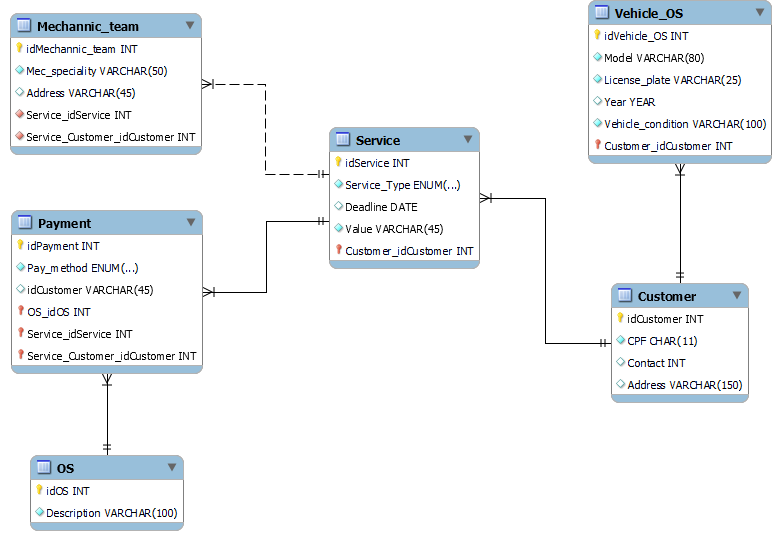 Mechannic_team
idMechannic_team INT
Mec_speciality VARCHAR(50)
Address VARCHAR(45)
Service_idService INT
Service_Customer_idCustomer INT
Vehicle_OS
idVehicle_OS INT
Model VARCHAR(80)
License_plate VARCHAR(25)
Year YEAR
Vehicle_condition VARCHAR(100)
Customer_idCustomer INT
Service
idService INT
Service_Type ENUM(...)
Deadline DATE
Value VARCHAR(45)
Customer_idCustomer INT
Payment
idPayment INT
Pay_method ENUM(...)
idCustomer VARCHAR(45)
OS_idOS INT
Service_idService INT
Service_Customer_idCustomer INT
Customer
idCustomer INT
CPF CHAR(11)
Contact INT
Address VARCHAR(150)
OS
idOS INT
Description VARCHAR(100)